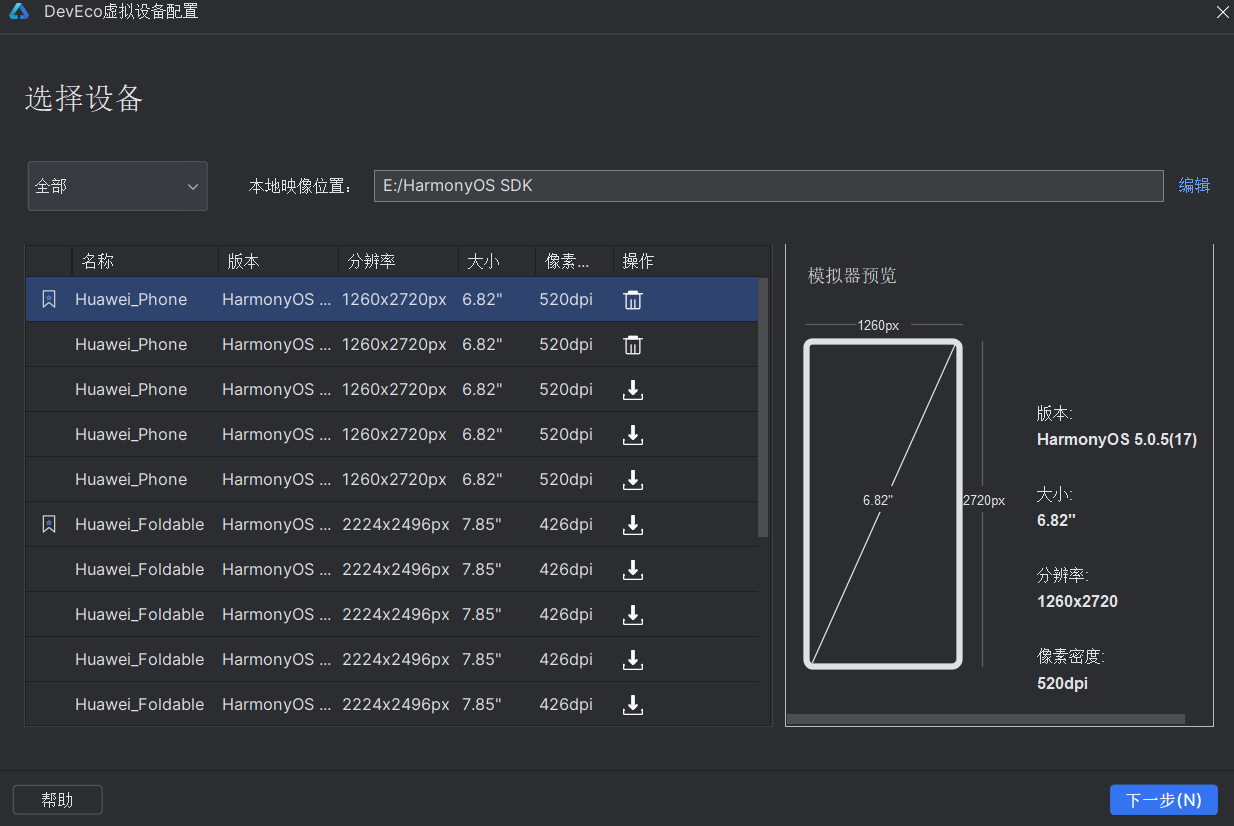 DevEco虚拟设备配置
选择设备
全部 本地映像位置： E:/HarmonyOS SDK 编辑
名称 版本 分辨率 大小 像素... 操作
Huawei_Phone HarmonyOS ... 1260x2720px 6.82" 520dpi
Huawei_Phone HarmonyOS ... 1260x2720px 6.82" 520dpi
Huawei_Phone HarmonyOS ... 1260x2720px 6.82" 520dpi
Huawei_Phone HarmonyOS ... 1260x2720px 6.82" 520dpi
Huawei_Phone HarmonyOS ... 1260x2720px 6.82" 520dpi
Huawei_Foldable HarmonyOS ... 2224x2496px 7.85" 426dpi
Huawei_Foldable HarmonyOS ... 2224x2496px 7.85" 426dpi
Huawei_Foldable HarmonyOS ... 2224x2496px 7.85" 426dpi
Huawei_Foldable HarmonyOS ... 2224x2496px 7.85" 426dpi
Huawei_Foldable HarmonyOS ... 2224x2496px 7.85" 426dpi
模拟器预览
1260px
6.82"
2720px
版本:
HarmonyOS 5.0.5(17)
大小:
6.82"
分辨率:
1260x2720
像素密度:
520dpi
帮助
下一步(N)